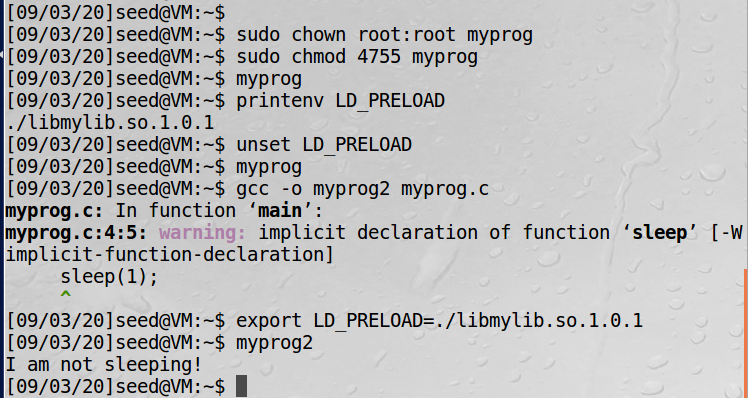 [09/03/20]seed@VM:~$
[09/03/20]seed@VM:~$ sudo chown root:root myprog
[09/03/20]seed@VM:~$ sudo chmod 4755 myprog
[09/03/20]seed@VM:~$ myprog
[09/03/20]seed@VM:~$ printenv LD_PRELOAD
./libmylib.so.1.0.1
[09/03/20]seed@VM:~$ unset LD_PRELOAD
[09/03/20]seed@VM:~$ myprog
[09/03/20]seed@VM:~$ gcc -o myprog2 myprog.c
myprog.c: In function ‘main’:
myprog.c:4:5: warning: implicit declaration of function ‘sleep’ [-W
implicit-function-declaration]
     sleep(1);
     ^
[09/03/20]seed@VM:~$ export LD_PRELOAD=./libmylib.so.1.0.1
[09/03/20]seed@VM:~$ myprog2
I am not sleeping!
[09/03/20]seed@VM:~$